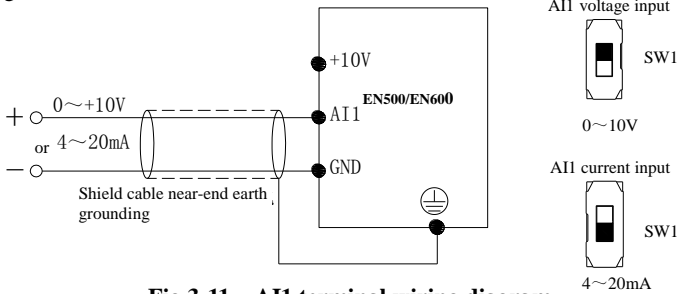 AI1 voltage input
+10V
SW1
EN500/EN600
0～+10V
AI1
+
or 4～20mA
0～10V
－
GND
AI1 current input
Shield cable near-end earth
grounding
SW1
4～20mA
Fig 3-11 AI1 terminal wiring diagram